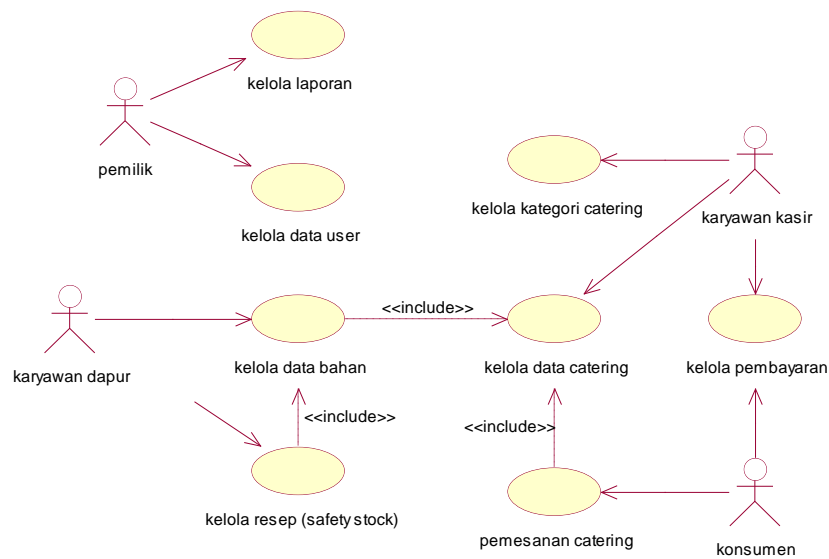 kelola laporan
pemilik
kelola data user
kelola kategori catering
karyawan kasir
<<include>>
karyawan dapur
kelola data bahan
kelola data catering
kelola pembayaran
<<include>>
<<include>>
kelola resep (safety stock)
pemesanan catering
konsumen